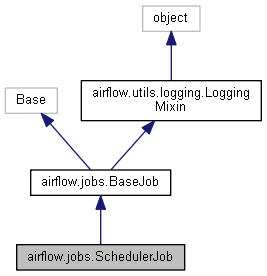 object
Base
airflow.utils.logging.Logging
Mixin
airflow.jobs.BaseJob
airflow.jobs.SchedulerJob